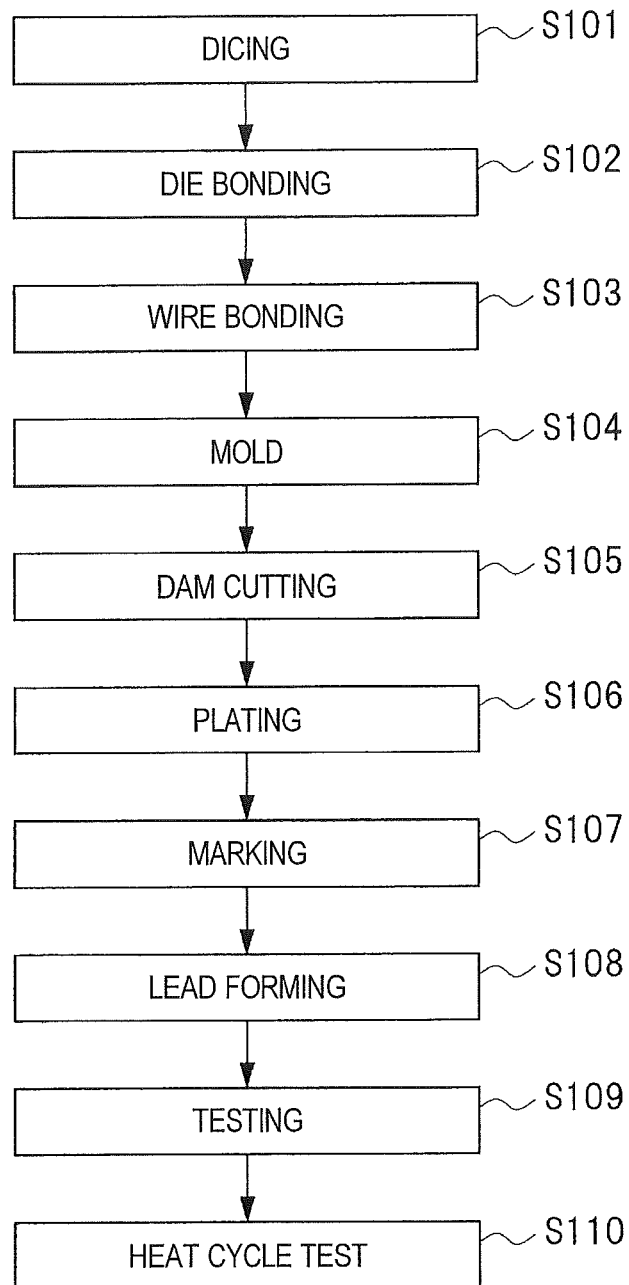 DICING S101
DIE BONDING S102
WIRE BONDING S103
MOLD S104
DAM CUTTING S105
PLATING S106
MARKING S107
LEAD FORMING S108
TESTING S109
HEAT CYCLE TEST S110